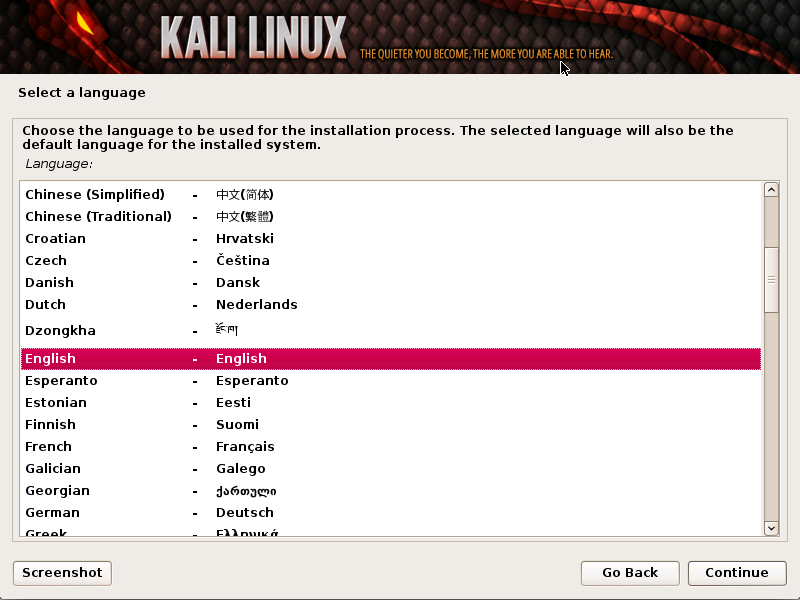 KALI LINUX THE QUIETER YOU BECOME, THE MORE YOU ARE ABLE TO HEAR.
Select a language
Choose the language to be used for the installation process. The selected language will also be the
default language for the installed system.
Language:
Chinese (Simplified) - 中文(简体)
Chinese (Traditional) - 中文(繁體)
Croatian - Hrvatski
Czech - Čeština
Danish - Dansk
Dutch - Nederlands
Dzongkha - རྫོང་ཁ།
English - English
Esperanto - Esperanto
Estonian - Eesti
Finnish - Suomi
French - Français
Galician - Galego
Georgian - ქართული
German - Deutsch
Greek - Ελληνικά
Screenshot Go Back Continue